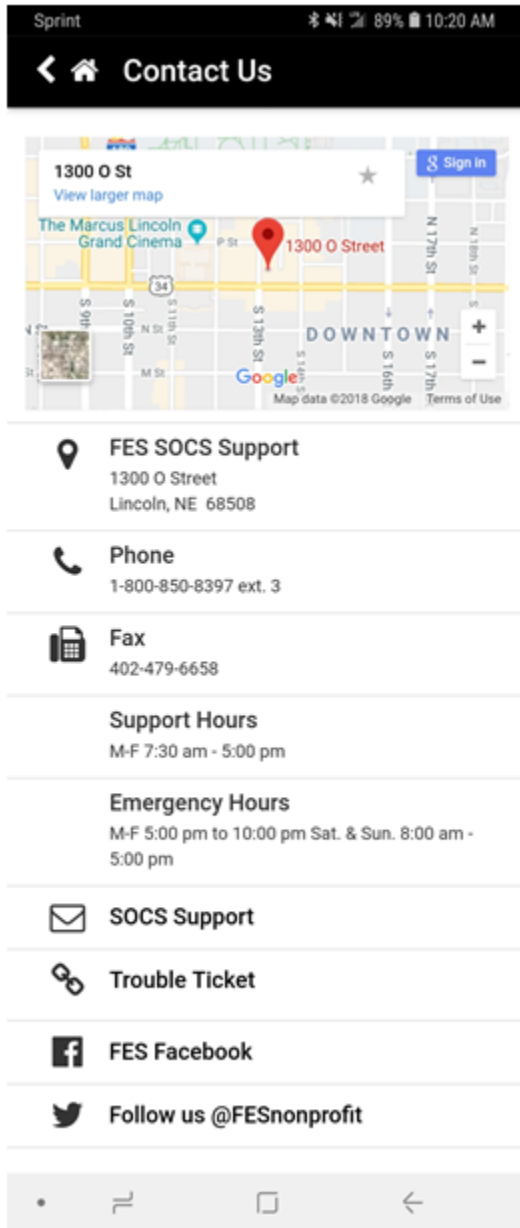 Sprint 89% 10:20 AM
Contact Us
1300 O St
View larger map
Sign in
The Marcus Lincoln
Grand Cinema
P St
1300 O Street
N 17th St
N 18th St
34
S 9th
S 10th St
S 11th St
N St
S 13th St
DOWNTOWN
S 16th
S 17th
M St
S 14th St
Google
Map data ©2018 Google Terms of Use
FES SOCS Support
1300 O Street
Lincoln, NE 68508
Phone
1-800-850-8397 ext. 3
Fax
402-479-6658
Support Hours
M-F 7:30 am - 5:00 pm
Emergency Hours
M-F 5:00 pm to 10:00 pm Sat. & Sun. 8:00 am -
5:00 pm
SOCS Support
Trouble Ticket
FES Facebook
Follow us @FESnonprofit